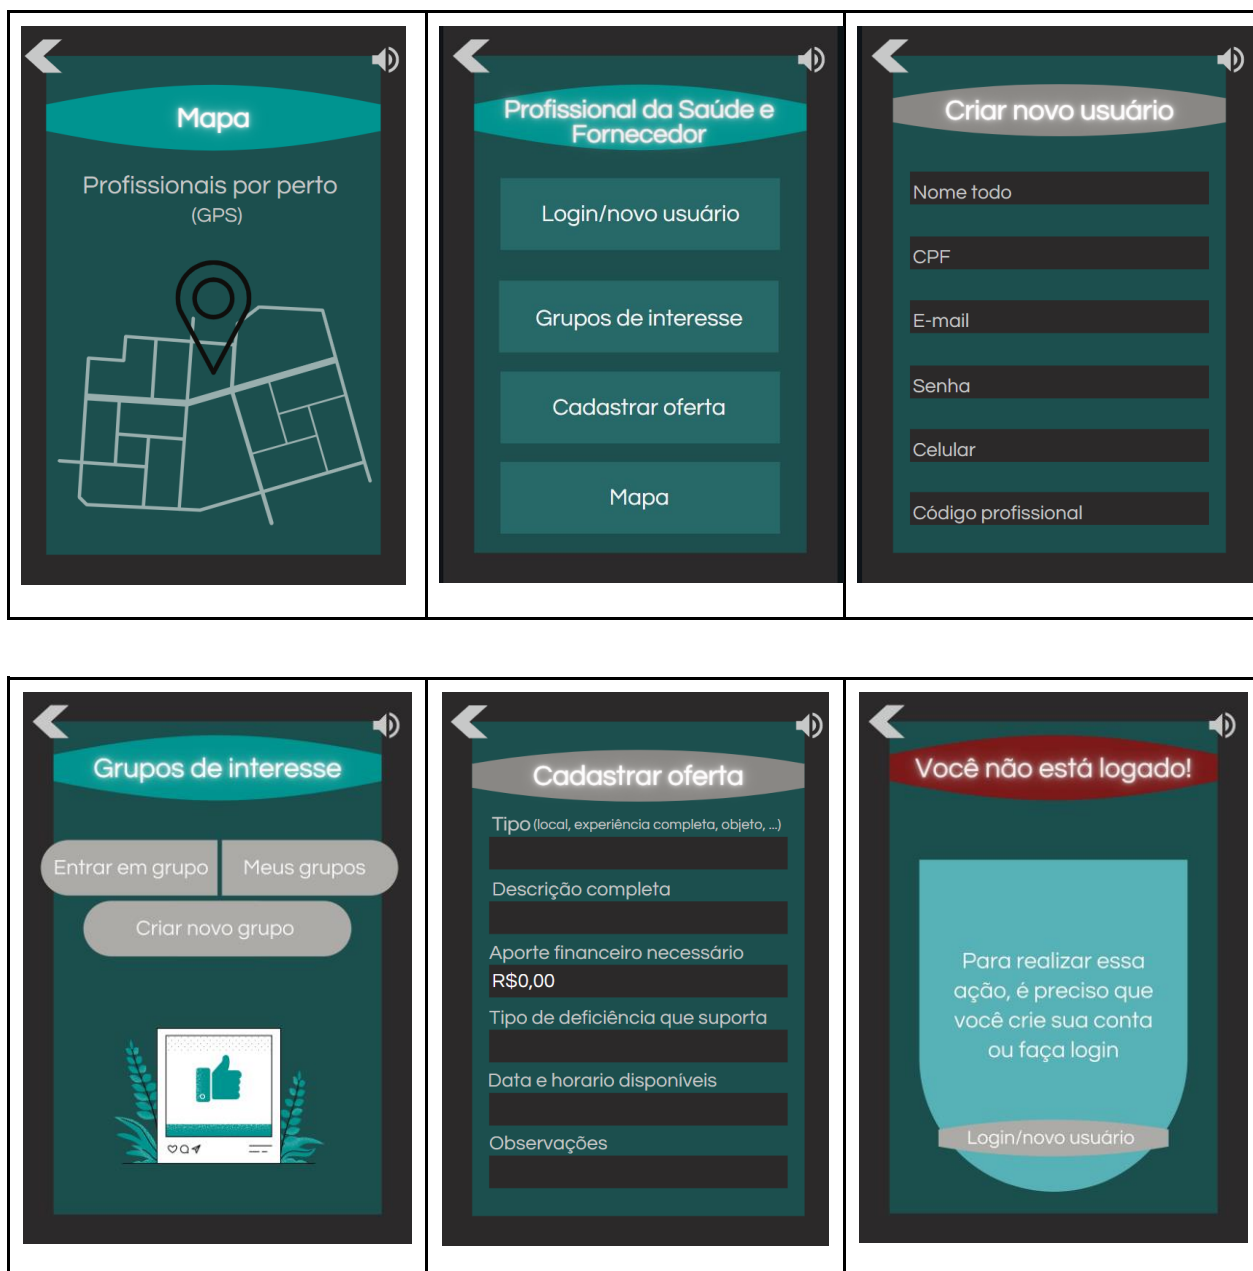 Mapa
Profissionais por perto
(GPS)
Profissional da Saúde e
Fornecedor
Login/novo usuário
Grupos de interesse
Cadastrar oferta
Mapa
Criar novo usuário
Nome todo
CPF
E-mail
Senha
Celular
Código profissional
Grupos de interesse
Entrar em grupo
Meus grupos
Criar novo grupo
Cadastrar oferta
Tipo (local, experiência completa, objeto, ...)
Descrição completa
Aporte financeiro necessário
R$0,00
Tipo de deficiência que suporta
Data e horario disponíveis
Observações
Você não está logado!
Para realizar essa
ação, é preciso que
você crie sua conta
ou faça login
Login/novo usuário